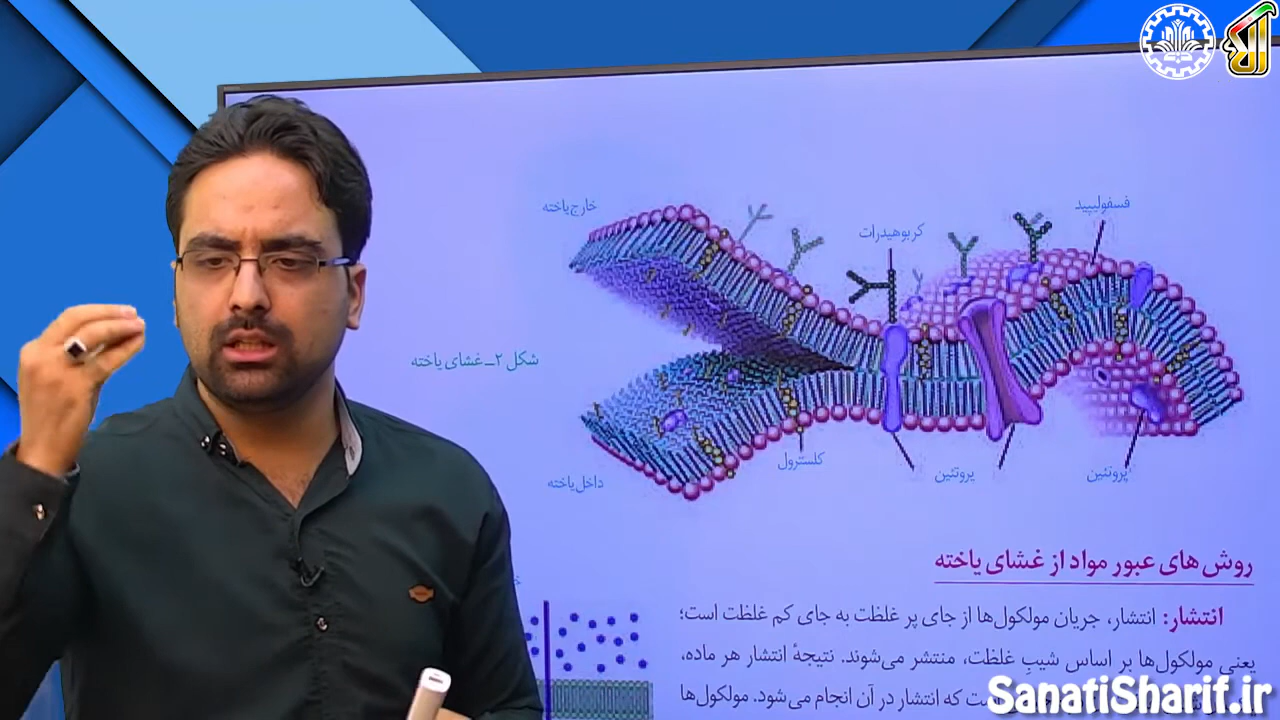 آلاء
فسفولیپید
خارج یاخته
کربوهیدرات
شکل ۲ـ غشای یاخته
کلسترول
پروتئین
پروتئین
داخل یاخته
روش های عبور مواد از غشای یاخته
انتشار: انتشار، جریان مولکول‌ها از جای پر غلظت به جای کم غلظت است؛
یعنی مولکول‌ها بر اساس شیبِ غلظت، منتشر می‌شوند. نتیجۀ انتشار هر ماده،
است که انتشار در آن انجام می‌شود. مولکول‌ها
SanatiSharif.ir